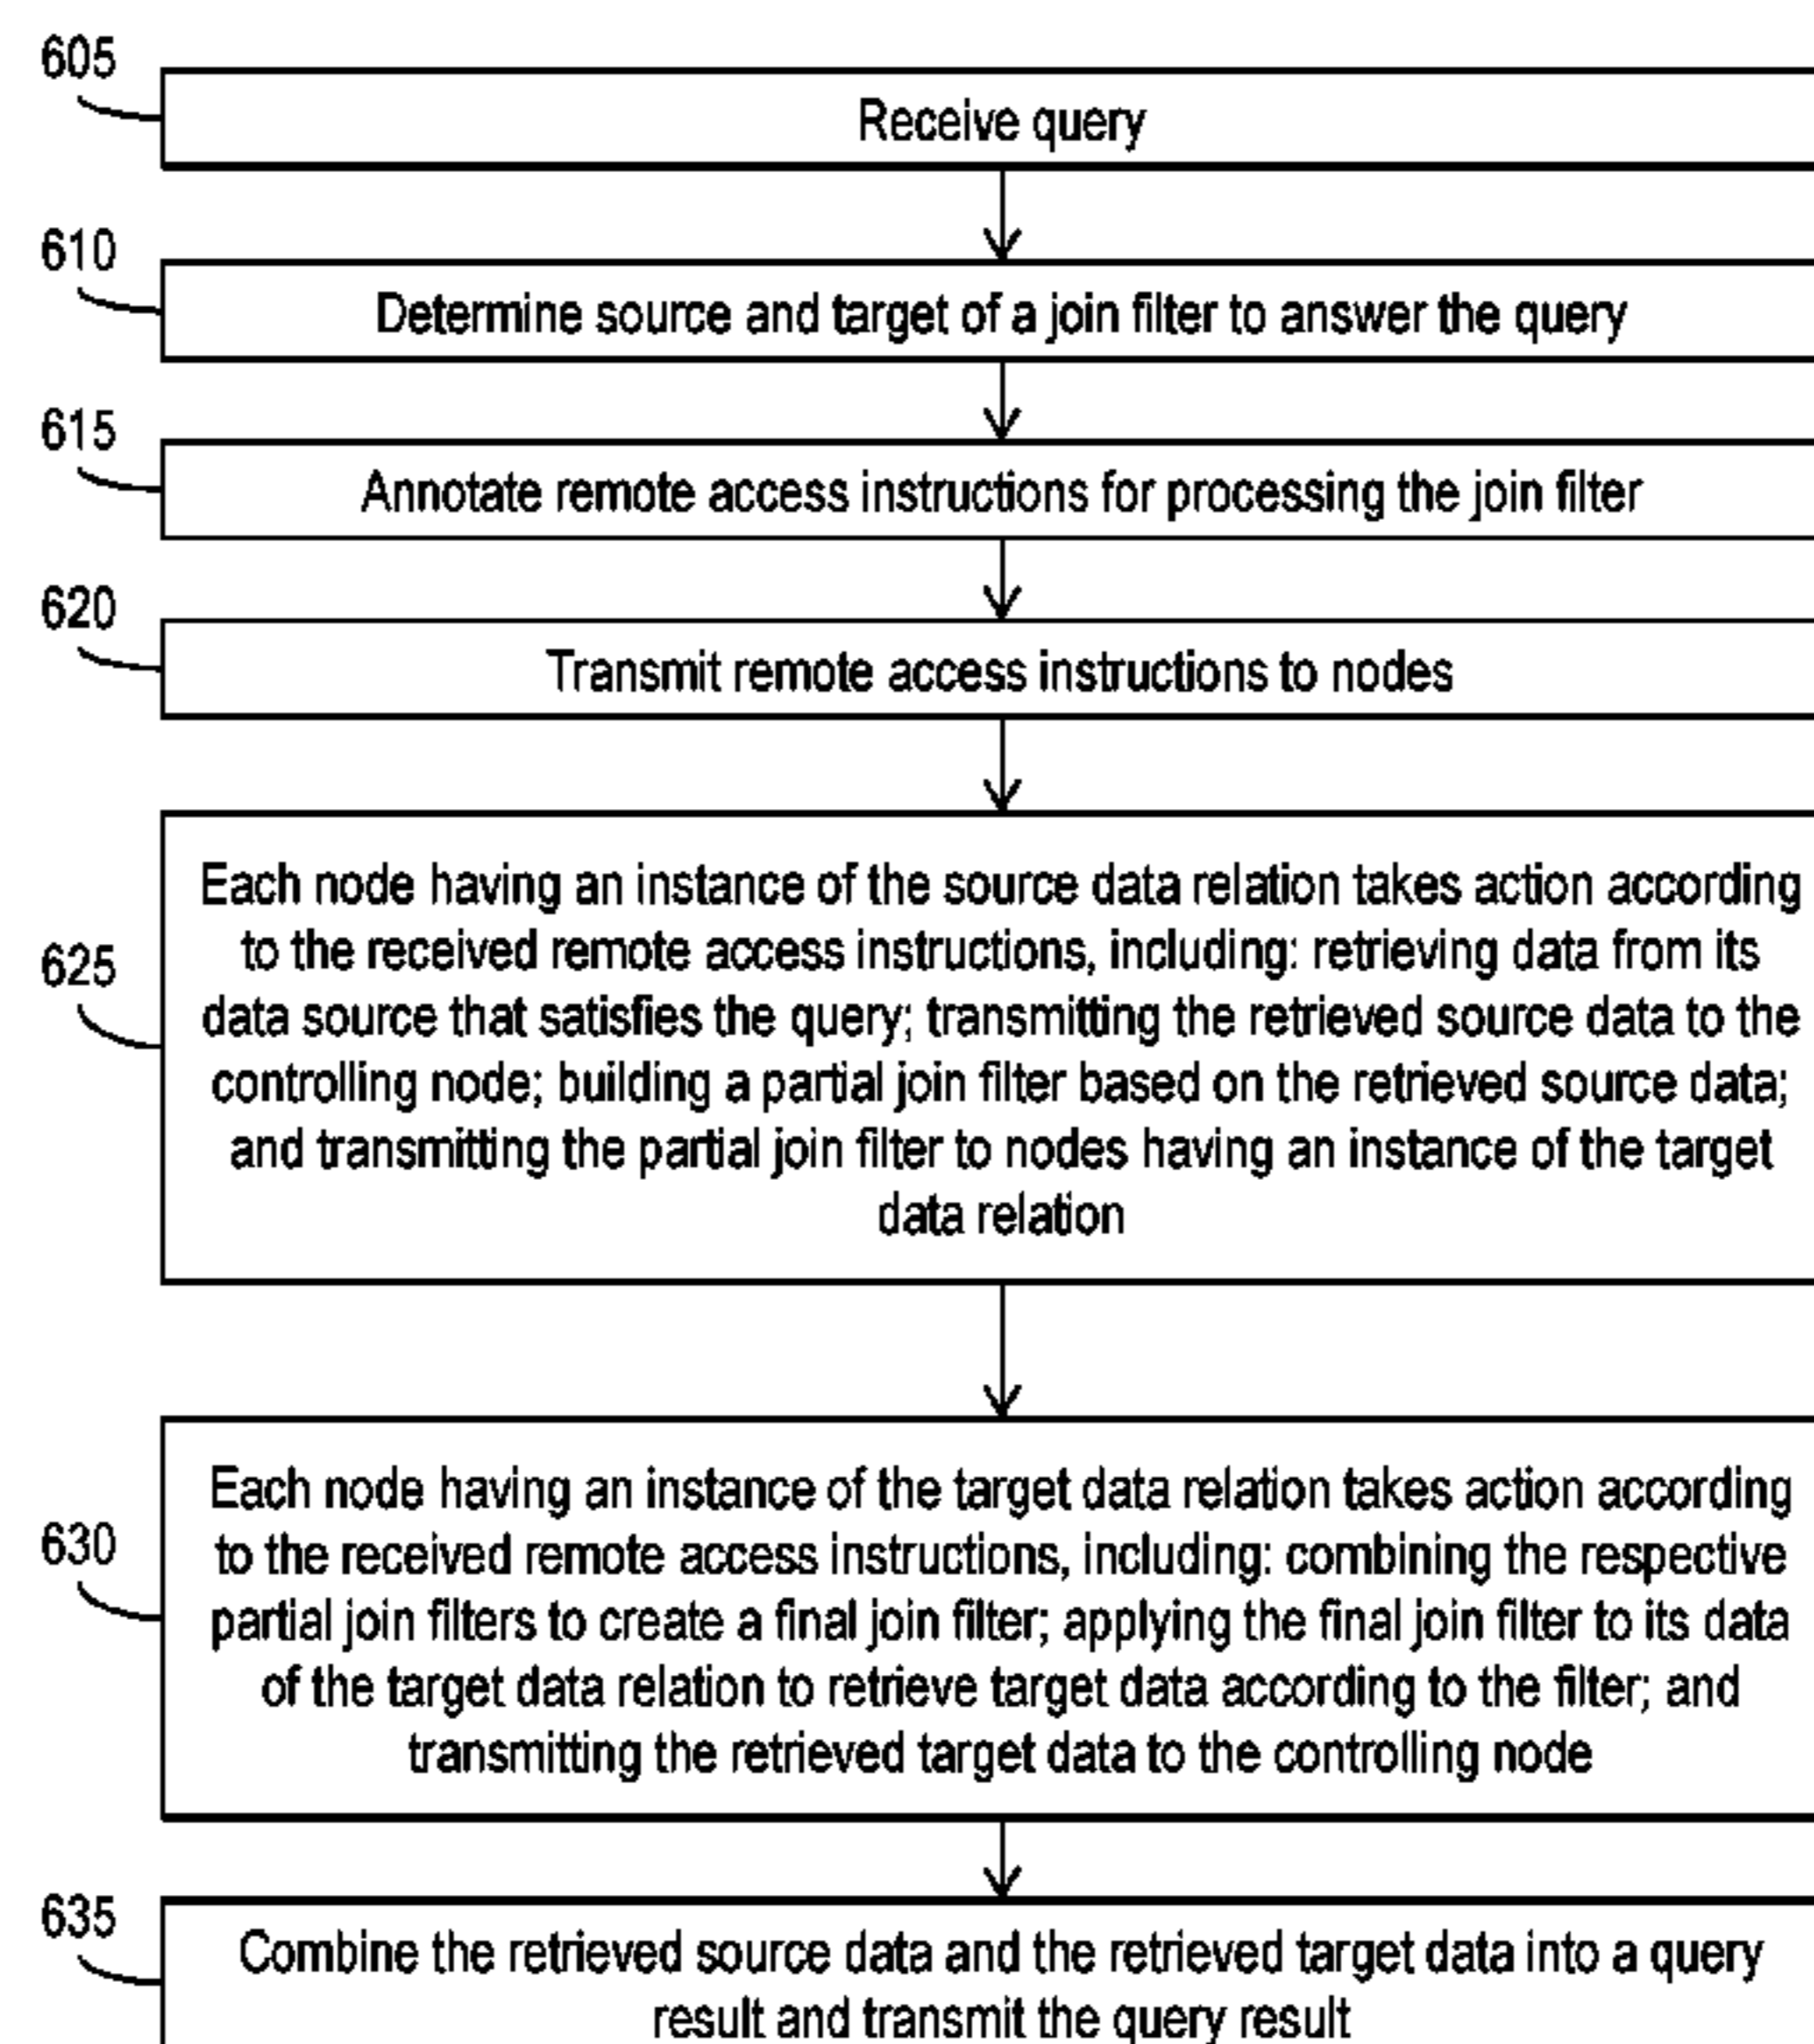 605
Receive query
610
Determine source and target of a join filter to answer the query
615
Annotate remote access instructions for processing the join filter
620
Transmit remote access instructions to nodes
625
Each node having an instance of the source data relation takes action according
to the received remote access instructions, including: retrieving data from its
data source that satisfies the query; transmitting the retrieved source data to the
controlling node; building a partial join filter based on the retrieved source data;
and transmitting the partial join filter to nodes having an instance of the target
data relation
630
Each node having an instance of the target data relation takes action according
to the received remote access instructions, including: combining the respective
partial join filters to create a final join filter; applying the final join filter to its data
of the target data relation to retrieve target data according to the filter; and
transmitting the retrieved target data to the controlling node
635
Combine the retrieved source data and the retrieved target data into a query
result and transmit the query result